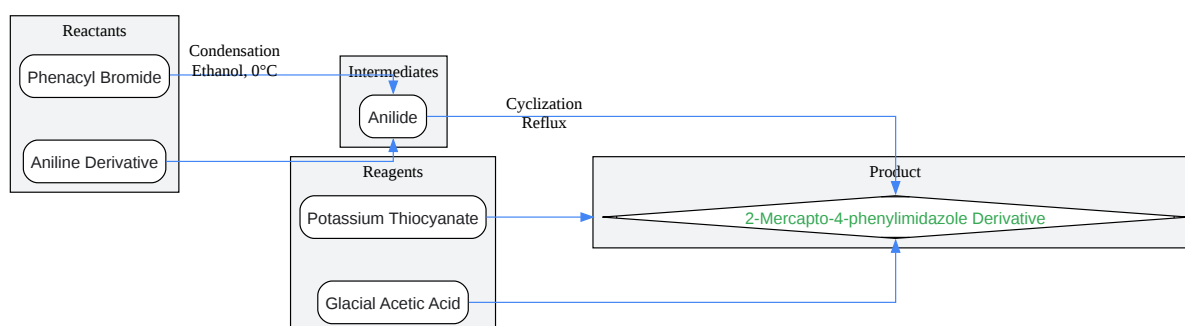 Reactants
Phenacyl Bromide
Aniline Derivative
Condensation
Ethanol, 0°C
Intermediates
Anilide
Cyclization
Reflux
Reagents
Potassium Thiocyanate
Glacial Acetic Acid
Product
2-Mercapto-4-phenylimidazole Derivative